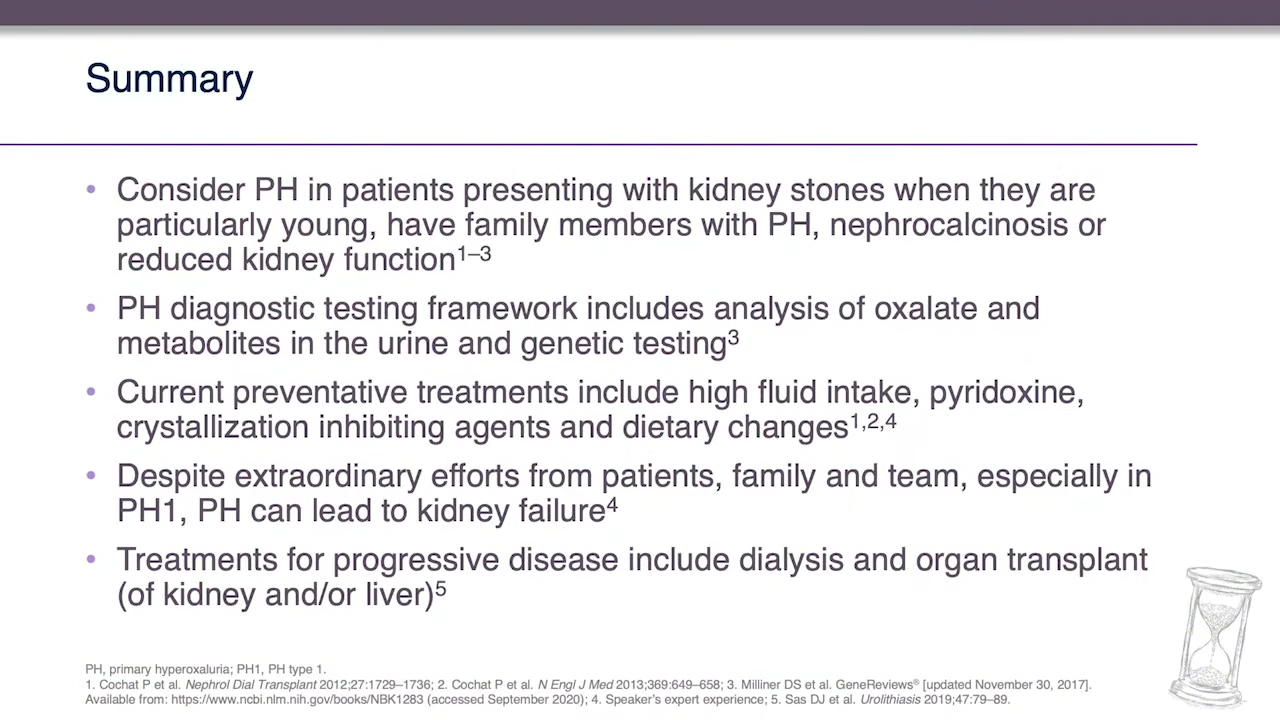 Summary
• Consider PH in patients presenting with kidney stones when they are
particularly young, have family members with PH, nephrocalcinosis or
reduced kidney function¹⁻³
• PH diagnostic testing framework includes analysis of oxalate and
metabolites in the urine and genetic testing³
• Current preventative treatments include high fluid intake, pyridoxine,
crystallization inhibiting agents and dietary changes¹,²,⁴
• Despite extraordinary efforts from patients, family and team, especially in
PH1, PH can lead to kidney failure⁴
• Treatments for progressive disease include dialysis and organ transplant
(of kidney and/or liver)⁵
PH, primary hyperoxaluria; PH1, PH type 1.
1. Cochat P et al. Nephrol Dial Transplant 2012;27:1729–1736; 2. Cochat P et al. N Engl J Med 2013;369:649–658; 3. Milliner DS et al. GeneReviews® [updated November 30, 2017].
Available from: https://www.ncbi.nlm.nih.gov/books/NBK1283 (accessed September 2020); 4. Speaker's expert experience; 5. Sas DJ et al. Urolithiasis 2019;47:79–89.